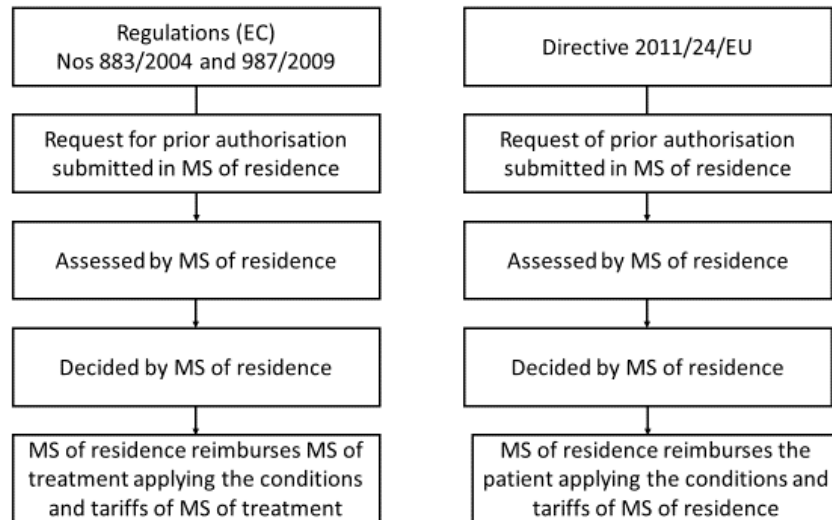 Regulations (EC)
Nos 883/2004 and 987/2009
Request for prior authorisation
submitted in MS of residence
Assessed by MS of residence
Decided by MS of residence
MS of residence reimburses MS of
treatment applying the conditions
and tariffs of MS of treatment
Directive 2011/24/EU
Request of prior authorisation
submitted in MS of residence
Assessed by MS of residence
Decided by MS of residence
MS of residence reimburses the
patient applying the conditions and
tariffs of MS of residence